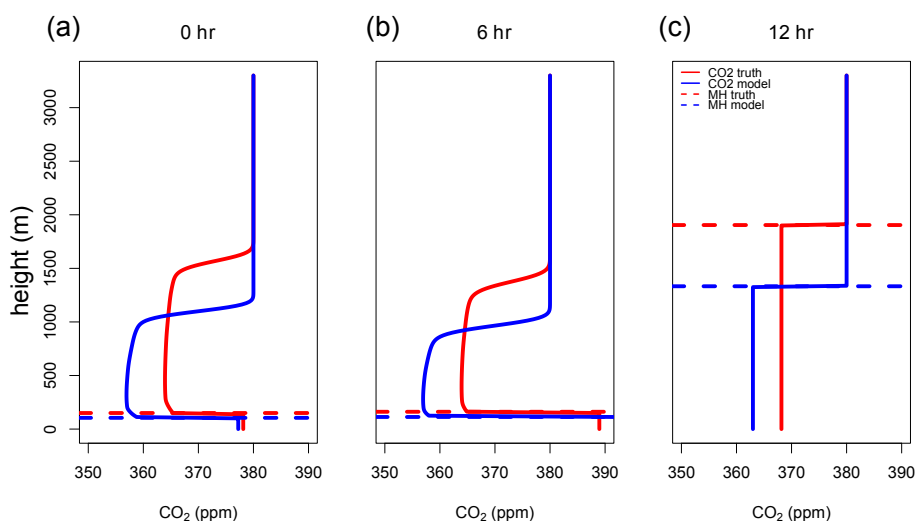 (a) 0 hr
(b) 6 hr
(c) 12 hr
height (m)
0 500 1000 1500 2000 2500 3000
CO2 truth
CO2 model
MH truth
MH model
350 360 370 380 390
350 360 370 380 390
350 360 370 380 390
CO₂ (ppm)
CO₂ (ppm)
CO₂ (ppm)